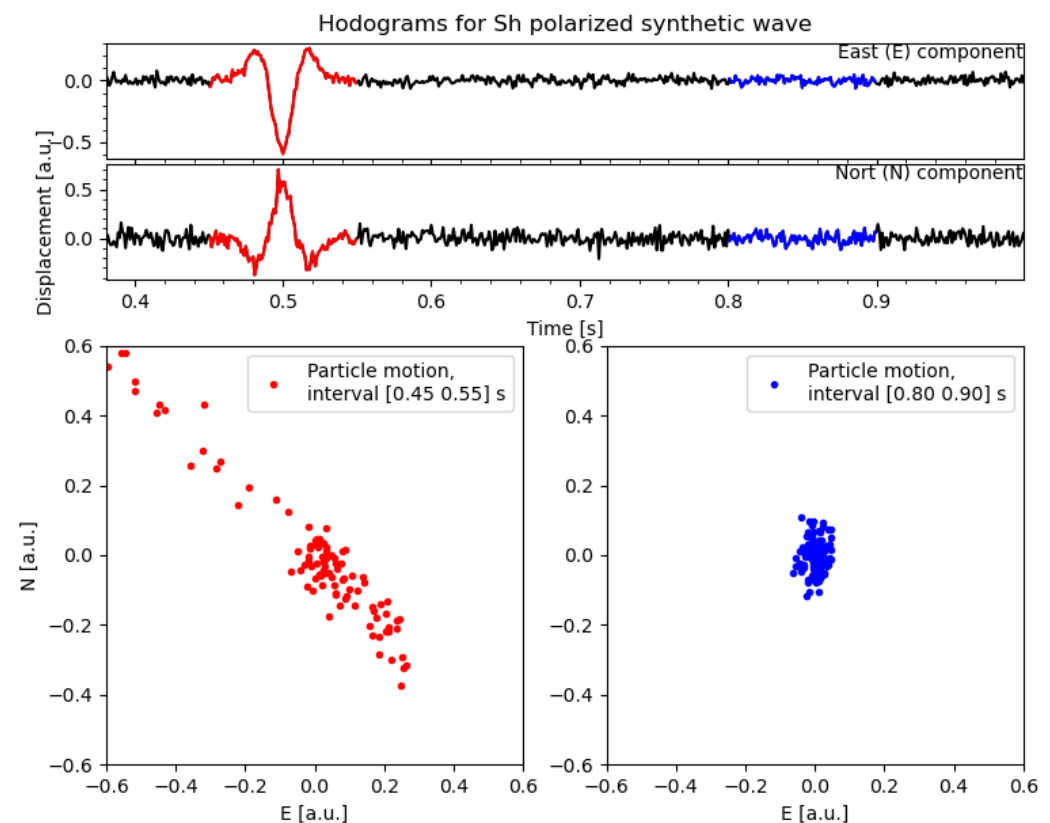 Hodograms for Sh polarized synthetic wave
East (E) component
0.0
−0.5
Nort (N) component
0.5
0.0
Displacement [a.u.]
0.4 0.5 0.6 0.7 0.8 0.9
Time [s]
Particle motion,
interval [0.45 0.55] s
0.6
0.4
0.2
0.0
−0.2
−0.4
−0.6
N [a.u.]
−0.6 −0.4 −0.2 0.0 0.2 0.4 0.6
E [a.u.]
Particle motion,
interval [0.80 0.90] s
0.6
0.4
0.2
0.0
−0.2
−0.4
−0.6
−0.6 −0.4 −0.2 0.0 0.2 0.4 0.6
E [a.u.]